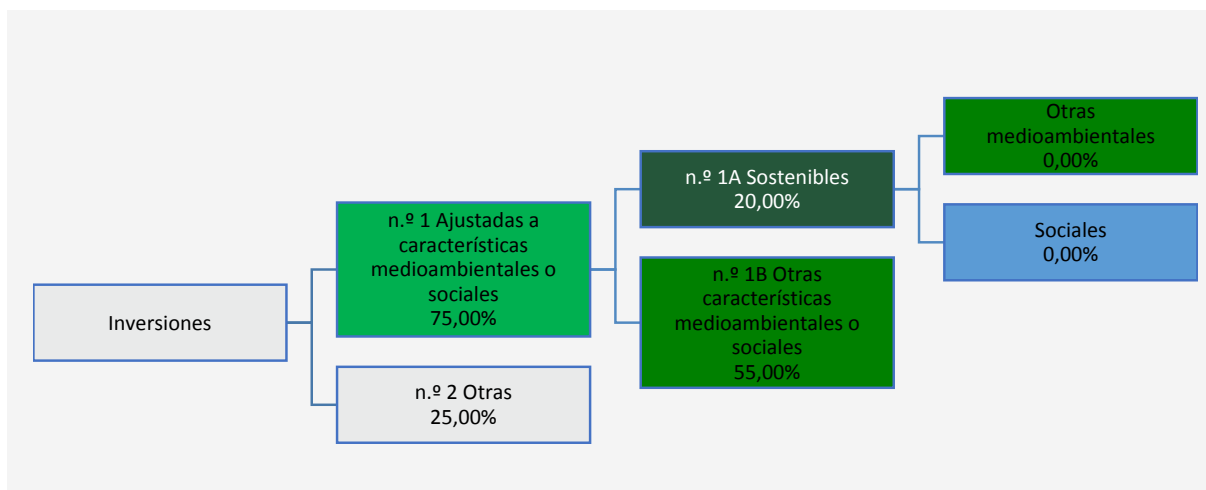 Inversiones
n.º 1 Ajustadas a
características
medioambientales o
sociales
75,00%
n.º 2 Otras
25,00%
n.º 1A Sostenibles
20,00%
n.º 1B Otras
características
medioambientales o
sociales
55,00%
Otras
medioambientales
0,00%
Sociales
0,00%